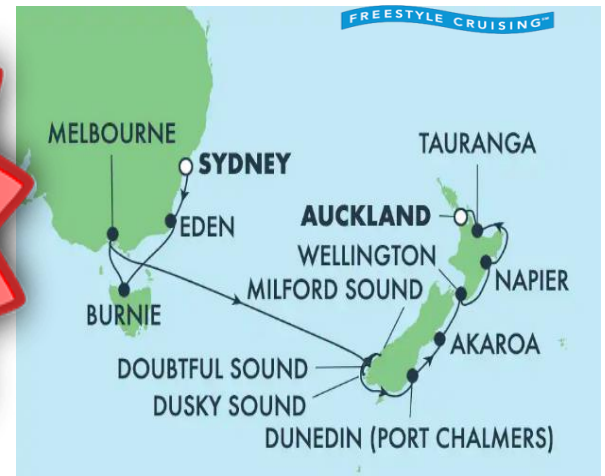 FREESTYLE CRUISING℠
MELBOURNE
TAURANGA
SYDNEY
AUCKLAND
EDEN
WELLINGTON
MILFORD SOUND
NAPIER
BURNIE
AKAROA
DOUBTFUL SOUND
DUSKY SOUND
DUNEDIN (PORT CHALMERS)